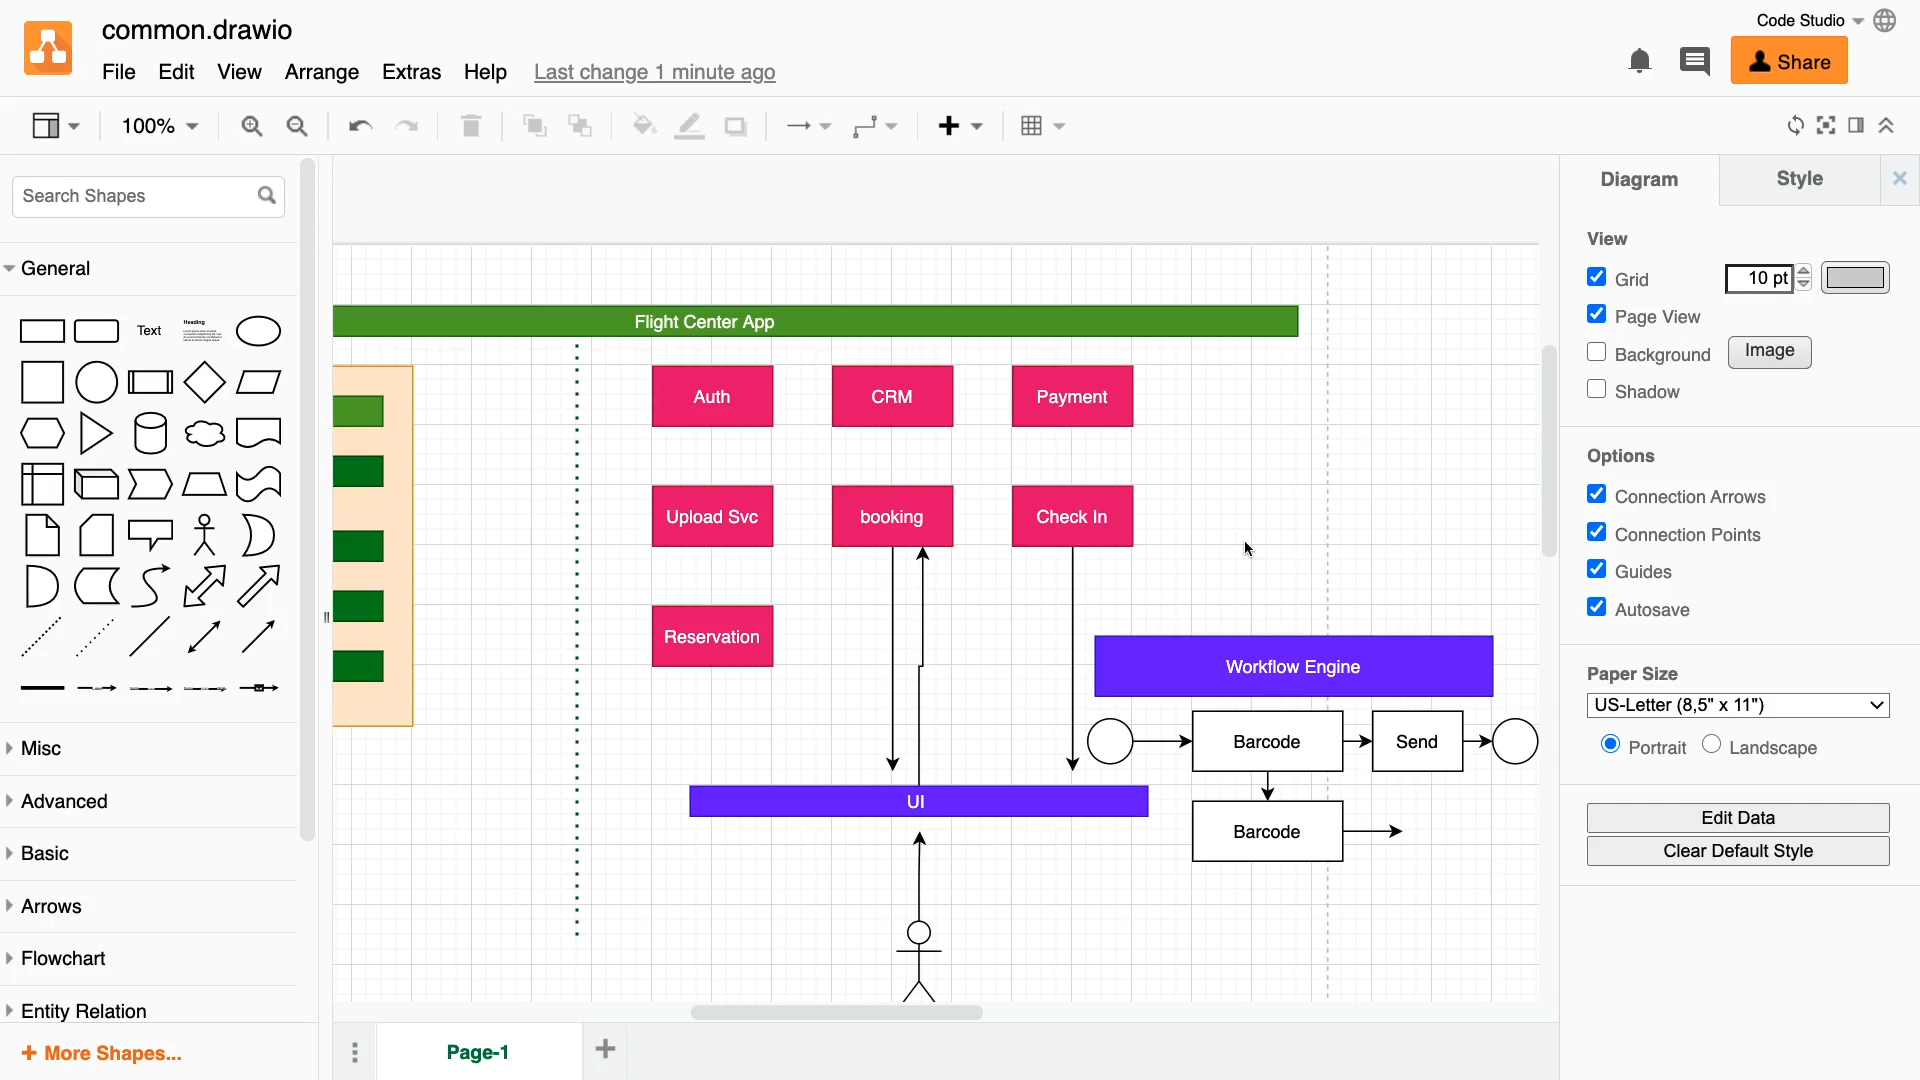 common.drawio
Code Studio
File Edit View Arrange Extras Help Last change 1 minute ago
Share
100%
Search Shapes
General
Text
Heading
Misc
Advanced
Basic
Arrows
Flowchart
Entity Relation
+ More Shapes...
Flight Center App
Auth
CRM
Payment
Upload Svc
booking
Check In
Reservation
Workflow Engine
Barcode
Send
UI
Barcode
Page-1
Diagram
Style
View
Grid
10 pt
Page View
Background
Image
Shadow
Options
Connection Arrows
Connection Points
Guides
Autosave
Paper Size
US-Letter (8,5" x 11")
Portrait
Landscape
Edit Data
Clear Default Style